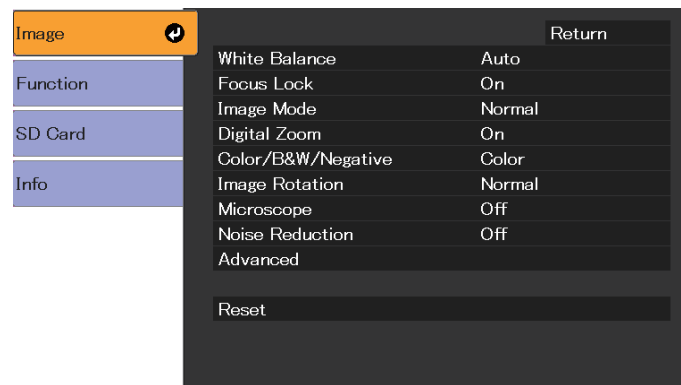 Image
Function
SD Card
Info
Return
White Balance Auto
Focus Lock On
Image Mode Normal
Digital Zoom On
Color/B&W/Negative Color
Image Rotation Normal
Microscope Off
Noise Reduction Off
Advanced
Reset